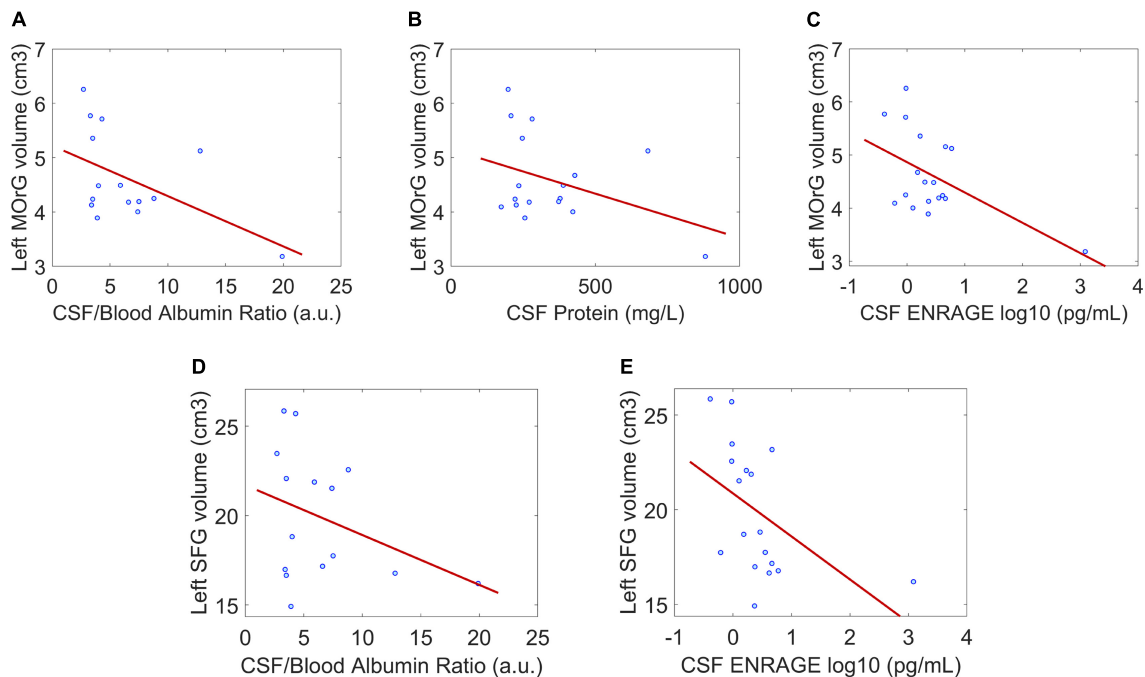 A
B
C
7
6
5
4
3
Left MOrG volume (cm3)
0 5 10 15 20 25
CSF/Blood Albumin Ratio (a.u.)
7
6
5
4
3
Left MOrG volume (cm3)
0 500 1000
CSF Protein (mg/L)
7
6
5
4
3
Left MOrG volume (cm3)
-1 0 1 2 3 4
CSF ENRAGE log10 (pg/mL)
D
E
25
20
15
Left SFG volume (cm3)
0 5 10 15 20 25
CSF/Blood Albumin Ratio (a.u.)
25
20
15
Left SFG volume (cm3)
-1 0 1 2 3 4
CSF ENRAGE log10 (pg/mL)